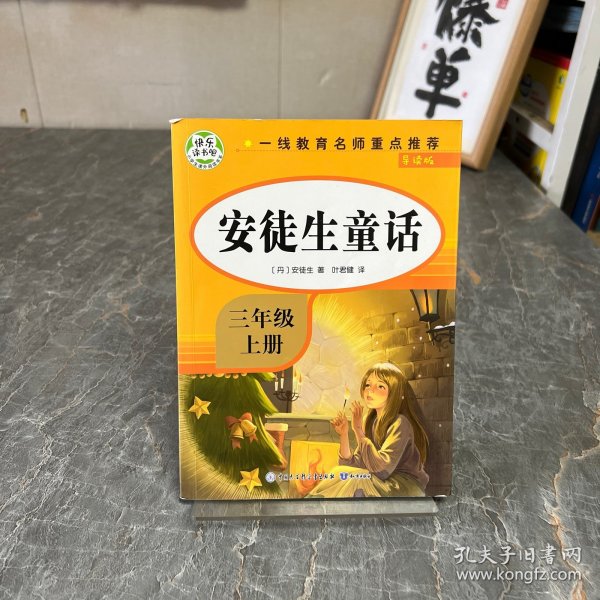 爆单
快乐
读书吧
一线教育名师重点推荐
导读版
安徒生童话
[丹]安徒生 著 叶君健 译
三年级
上册
孔夫子旧书网
www.kongfz.com